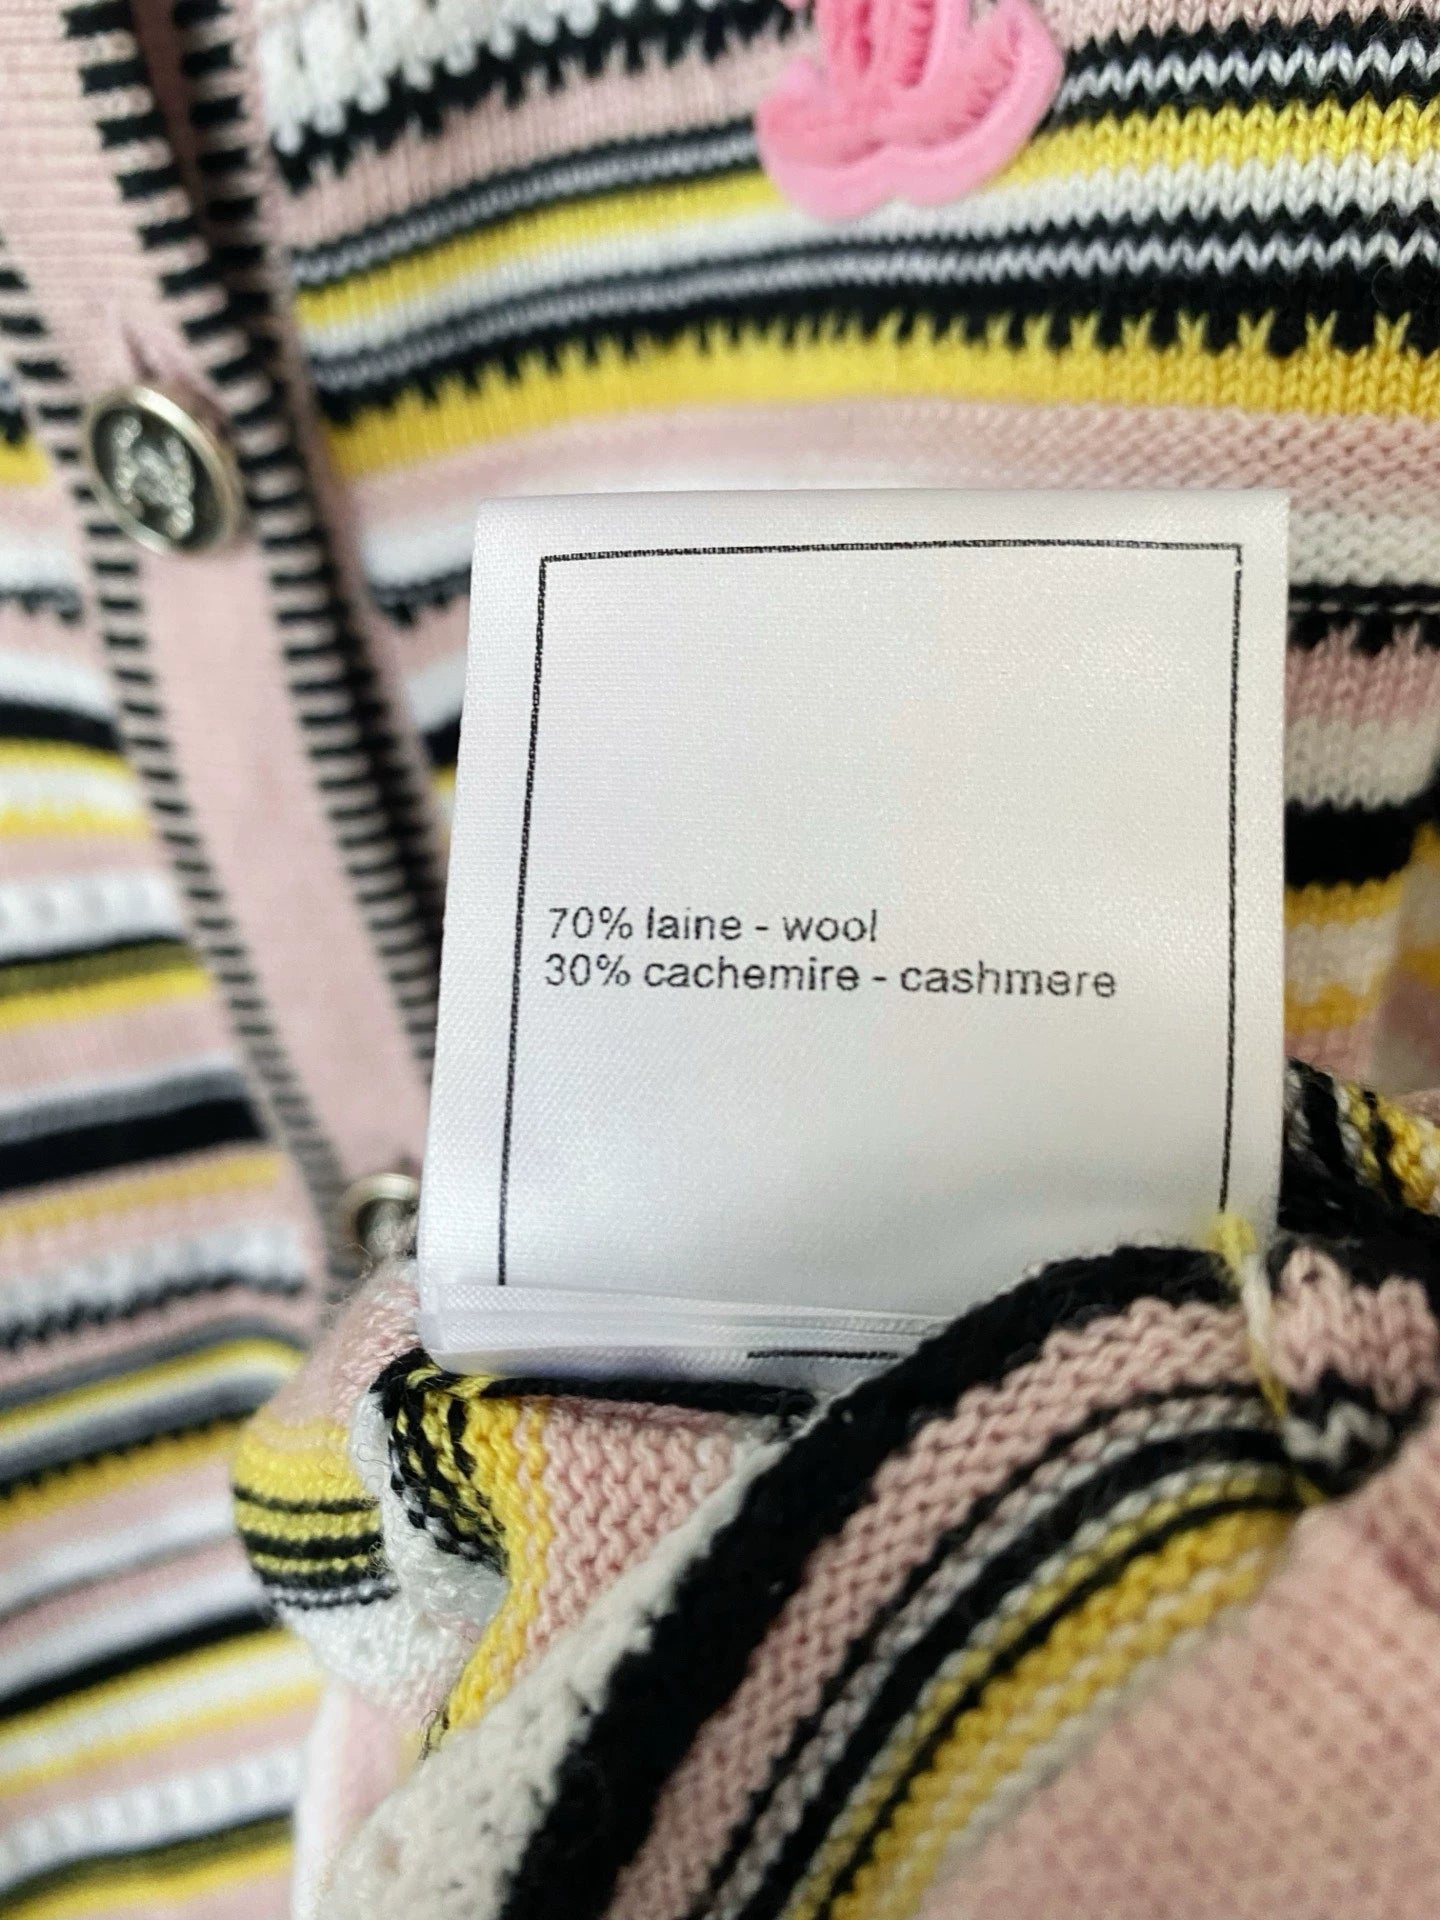 70% laine - wool
30% cachemire - cashmere